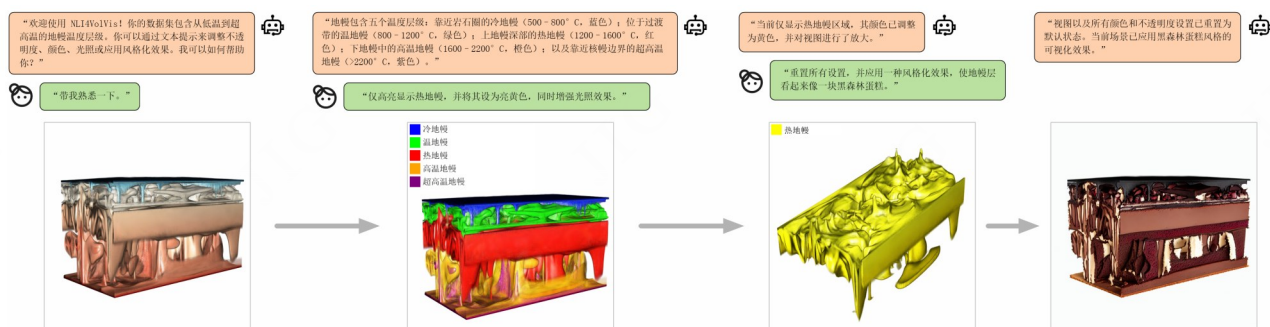 “欢迎使用 NLI4VolVis！你的数据集包含从低温到超
高温的地幔温度层级。你可以通过文本提示来调整不透
明度、颜色、光照或应用风格化效果。我可以如何帮助
你？”
“带我熟悉一下。”
“地幔包含五个温度层级：靠近岩石圈的冷地幔（500–800°C，蓝色）；位于过渡
带的温地幔（800–1200°C，绿色）；上地幔深部的热地幔（1200–1600°C，红
色）；下地幔中的高温地幔（1600–2200°C，橙色）；以及靠近核幔边界的超高温
地幔（>2200°C，紫色）。”
“仅高亮显示热地幔，并将其设为亮黄色，同时增强光照效果。”
冷地幔
温地幔
热地幔
高温地幔
超高温地幔
“当前仅显示热地幔区域，其颜色已调整
为黄色，并对视图进行了放大。”
“重置所有设置，并应用一种风格化效果，使地幔层
看起来像一块黑森林蛋糕。”
热地幔
“视图以及所有颜色和不透明度设置已重置为
默认状态。当前场景已应用黑森林蛋糕风格的
可视化效果。”